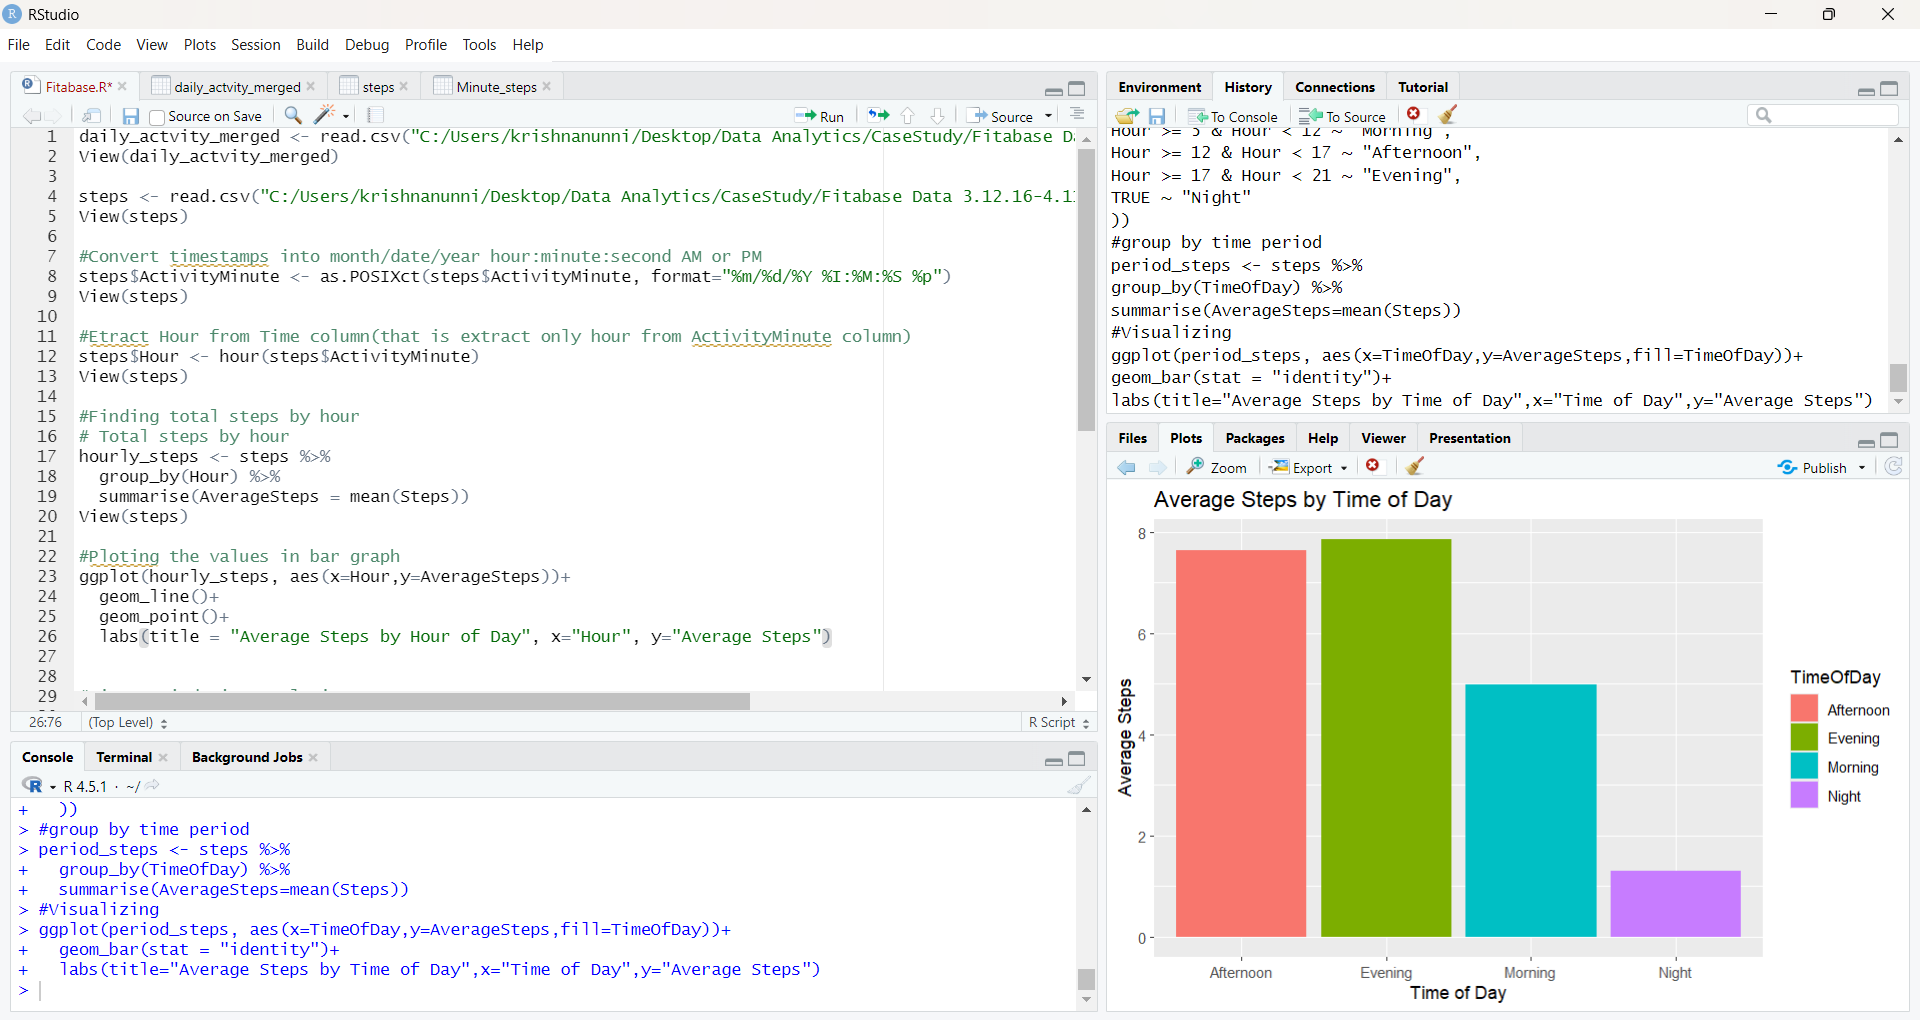 RStudio
File Edit Code View Plots Session Build Debug Profile Tools Help
Fitabase.R* daily_actvity_merged steps Minute_steps
Source on Save Run Source
1 daily_actvity_merged <- read.csv("C:/Users/krishnanunni/Desktop/Data Analytics/CaseStudy/Fitabase
2 View(daily_actvity_merged)
3
4 steps <- read.csv("C:/Users/krishnanunni/Desktop/Data Analytics/CaseStudy/Fitabase Data 3.12.16-4.1
5 View(steps)
6
7 #Convert timestamps into month/date/year hour:minute:second AM or PM
8 steps$ActivityMinute <- as.POSIXct(steps$ActivityMinute, format="%m/%d/%Y %I:%M:%S %p")
9 View(steps)
10
11 #Etract Hour from Time column(that is extract only hour from ActivityMinute column)
12 steps$Hour <- hour(steps$ActivityMinute)
13 View(steps)
14
15 #Finding total steps by hour
16 # Total steps by hour
17 hourly_steps <- steps %>%
18 group_by(Hour) %>%
19 summarise(AverageSteps = mean(Steps))
20 View(steps)
21
22 #Ploting the values in bar graph
23 ggplot(hourly_steps, aes(x=Hour,y=AverageSteps))+
24 geom_line()+
25 geom_point()+
26 labs(title = "Average Steps by Hour of Day", x="Hour", y="Average Steps")
27
28
29
26:76 (Top Level) R Script
Console Terminal Background Jobs
R 4.5.1 · ~/
+ ))
> #group by time period
> period_steps <- steps %>%
+ group_by(TimeOfDay) %>%
+ summarise(AverageSteps=mean(Steps))
> #Visualizing
> ggplot(period_steps, aes(x=TimeOfDay,y=AverageSteps,fill=TimeOfDay))+
+ geom_bar(stat = "identity")+
+ labs(title="Average Steps by Time of Day",x="Time of Day",y="Average Steps")
>
Environment History Connections Tutorial
To Console To Source
Hour >= 5 & Hour < 12 ~ "Morning",
Hour >= 12 & Hour < 17 ~ "Afternoon",
Hour >= 17 & Hour < 21 ~ "Evening",
TRUE ~ "Night"
))
#group by time period
period_steps <- steps %>%
group_by(TimeOfDay) %>%
summarise(AverageSteps=mean(Steps))
#Visualizing
ggplot(period_steps, aes(x=TimeOfDay,y=AverageSteps,fill=TimeOfDay))+
geom_bar(stat = "identity")+
labs(title="Average Steps by Time of Day",x="Time of Day",y="Average Steps")
Files Plots Packages Help Viewer Presentation
Zoom Export Publish
Average Steps by Time of Day
8
6
4
2
0
Average Steps
Afternoon Evening Morning Night
Time of Day
TimeOfDay
Afternoon
Evening
Morning
Night